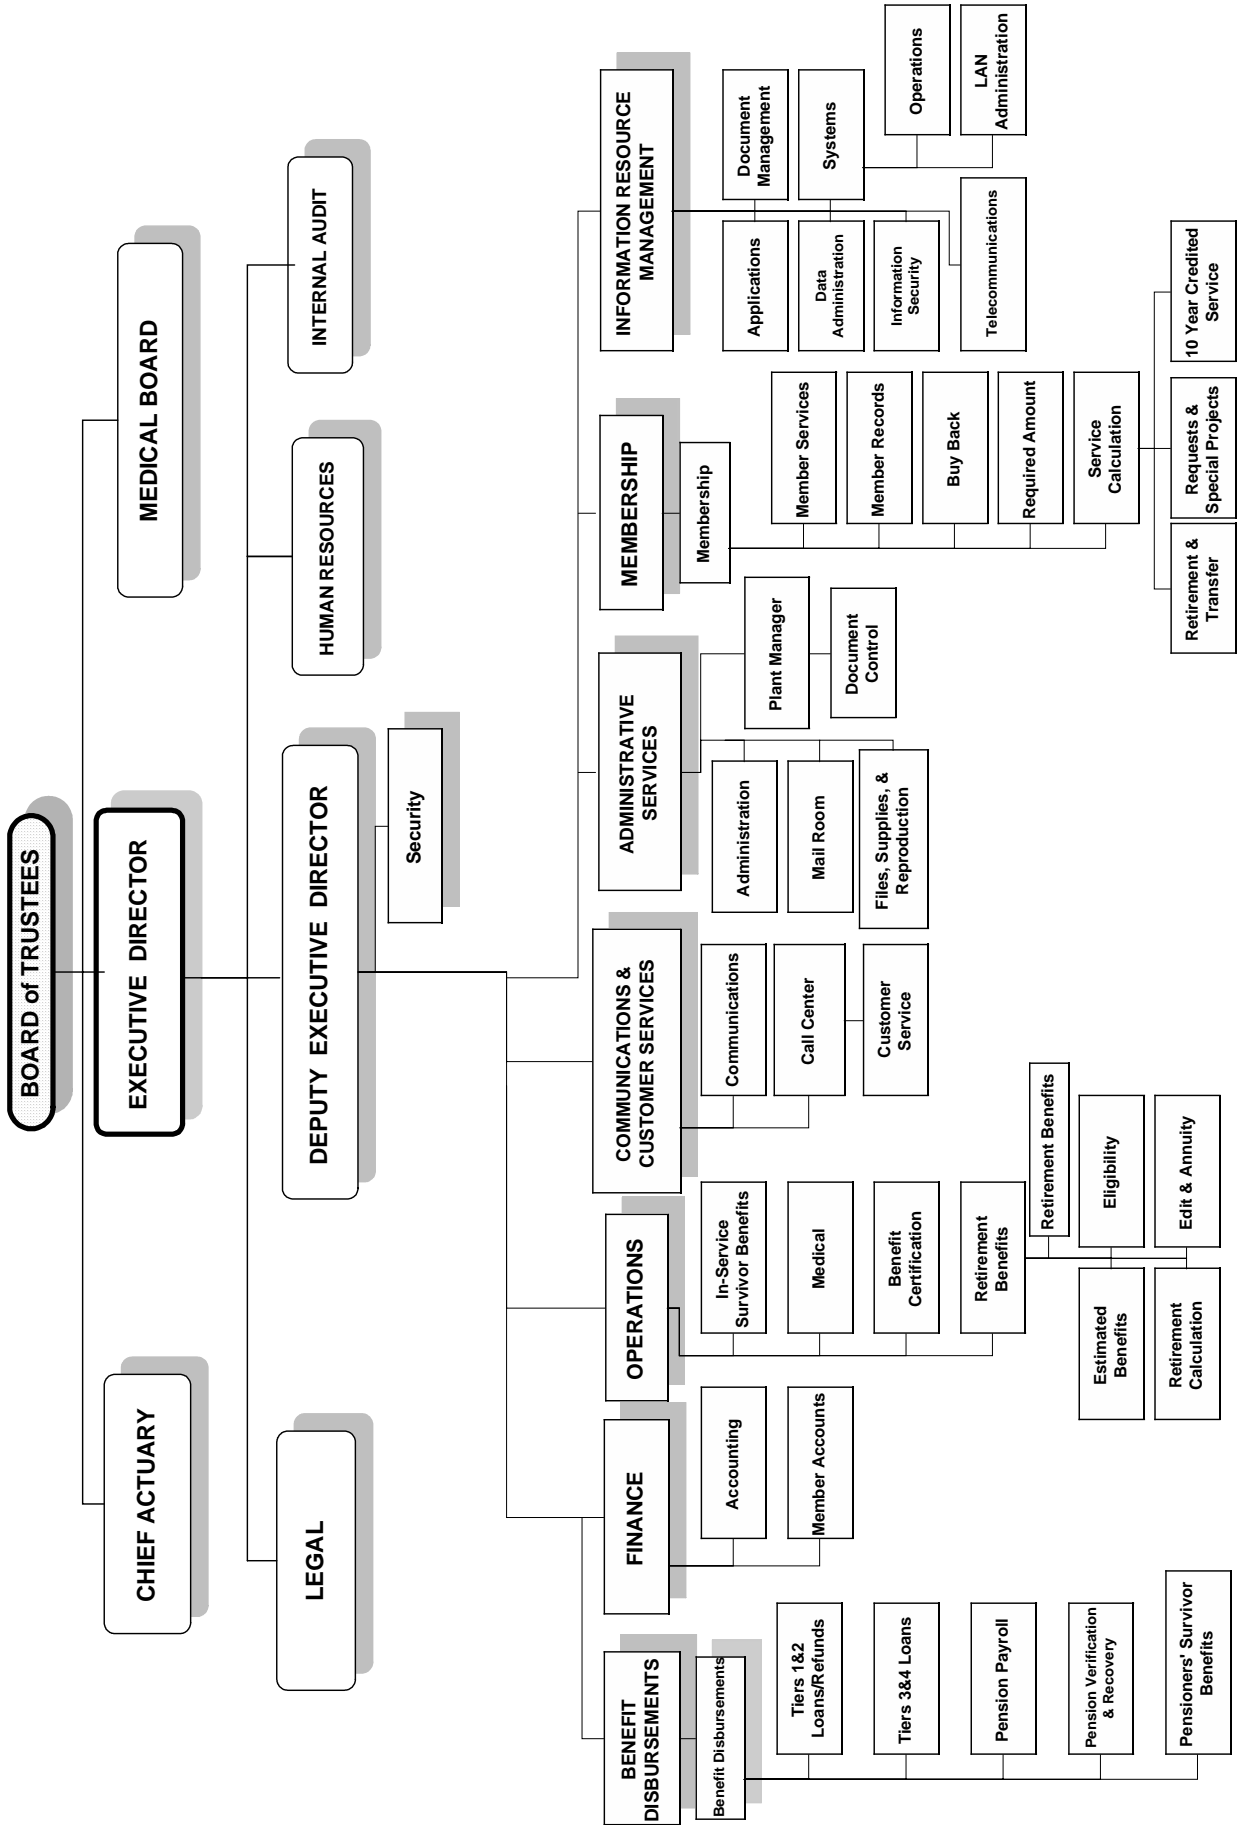 BOARD of TRUSTEES
CHIEF ACTUARY
EXECUTIVE DIRECTOR
MEDICAL BOARD
LEGAL
DEPUTY EXECUTIVE DIRECTOR
HUMAN RESOURCES
INTERNAL AUDIT
Security
BENEFIT
DISBURSEMENTS
Benefit Disbursements
Tiers 1&2
Loans/Refunds
Tiers 3&4 Loans
Pension Payroll
Pension Verification
& Recovery
Pensioners' Survivor
Benefits
FINANCE
Accounting
Member Accounts
OPERATIONS
In-Service
Survivor Benefits
Medical
Benefit
Certification
Retirement
Benefits
Retirement Benefits
Estimated
Benefits
Eligibility
Retirement
Calculation
Edit & Annuity
COMMUNICATIONS &
CUSTOMER SERVICES
Communications
Call Center
Customer
Service
ADMINISTRATIVE
SERVICES
Administration
Plant Manager
Mail Room
Document
Control
Files, Supplies, &
Reproduction
MEMBERSHIP
Membership
Member Services
Member Records
Buy Back
Required Amount
Service
Calculation
Retirement &
Transfer
Requests &
Special Projects
10 Year Credited
Service
INFORMATION RESOURCE
MANAGEMENT
Applications
Document
Management
Data
Administration
Systems
Information
Security
Operations
Telecommunications
LAN
Administration